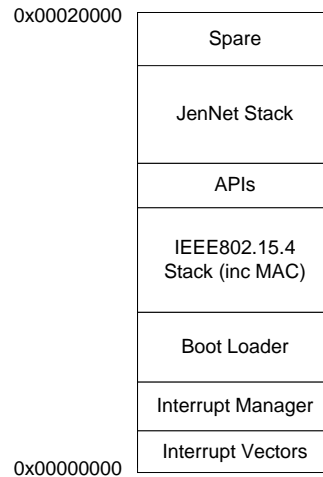 0x00020000
Spare
JenNet Stack
APIs
IEEE802.15.4
Stack (inc MAC)
Boot Loader
Interrupt Manager
Interrupt Vectors
0x00000000